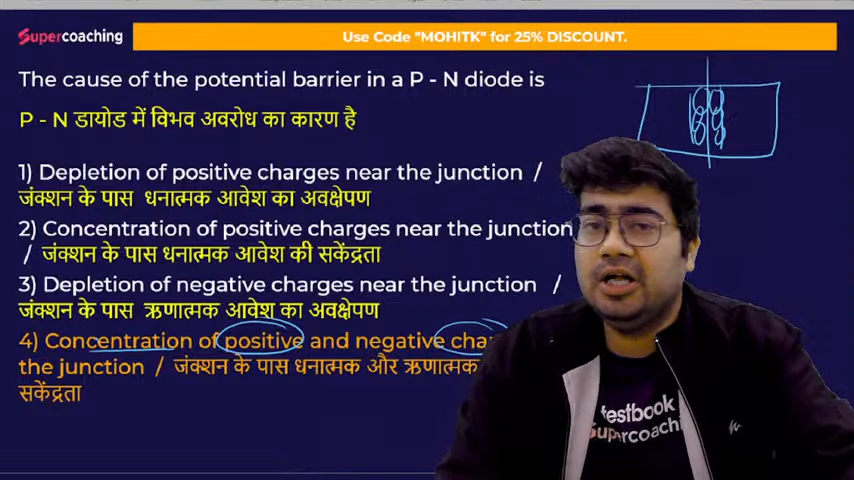 Supercoaching
Use Code "MOHITK" for 25% DISCOUNT.
The cause of the potential barrier in a P - N diode is
P - N डायोड में विभव अवरोध का कारण है
1) Depletion of positive charges near the junction /
जंक्शन के पास धनात्मक आवेश का अवक्षेपण
2) Concentration of positive charges near the junction
/ जंक्शन के पास धनात्मक आवेश की सकेंद्रता
3) Depletion of negative charges near the junction /
जंक्शन के पास ऋणात्मक आवेश का अवक्षेपण
4) Concentration of positive and negative
the junction / जंक्शन के पास धनात्मक और ऋणात्मक
सकेंद्रता
testbook
Supercoachi